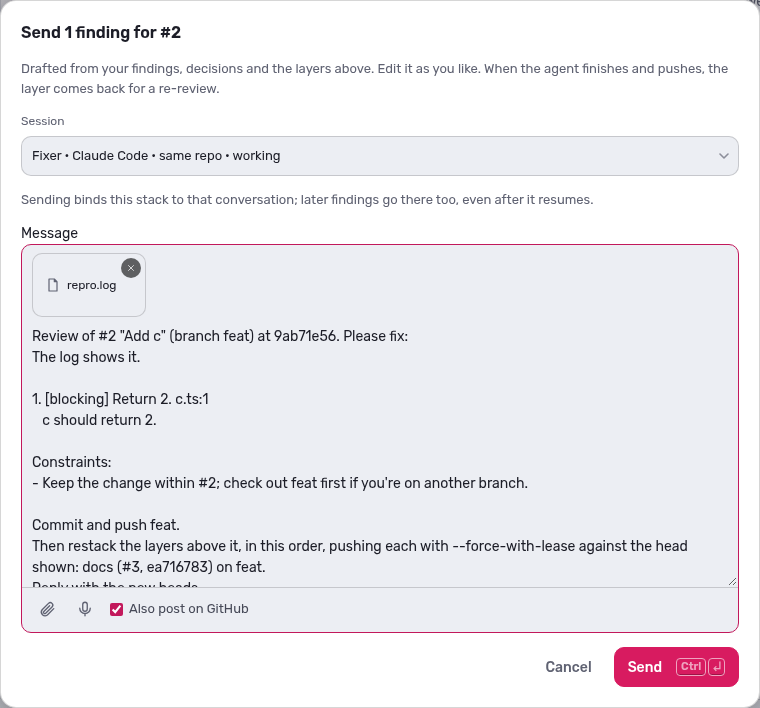 Send 1 finding for #2
Drafted from your findings, decisions and the layers above. Edit it as you like. When the agent finishes and pushes, the
layer comes back for a re-review.
Session
Fixer • Claude Code • same repo • working
Sending binds this stack to that conversation; later findings go there too, even after it resumes.
Message
repro.log
Review of #2 "Add c" (branch feat) at 9ab71e56. Please fix:
The log shows it.
1. [blocking] Return 2. c.ts:1
c should return 2.
Constraints:
- Keep the change within #2; check out feat first if you're on another branch.
Commit and push feat.
Then restack the layers above it, in this order, pushing each with --force-with-lease against the head
shown: docs (#3, ea716783) on feat.
Reply with the new heads
Also post on GitHub
Cancel
Send Ctrl ↵